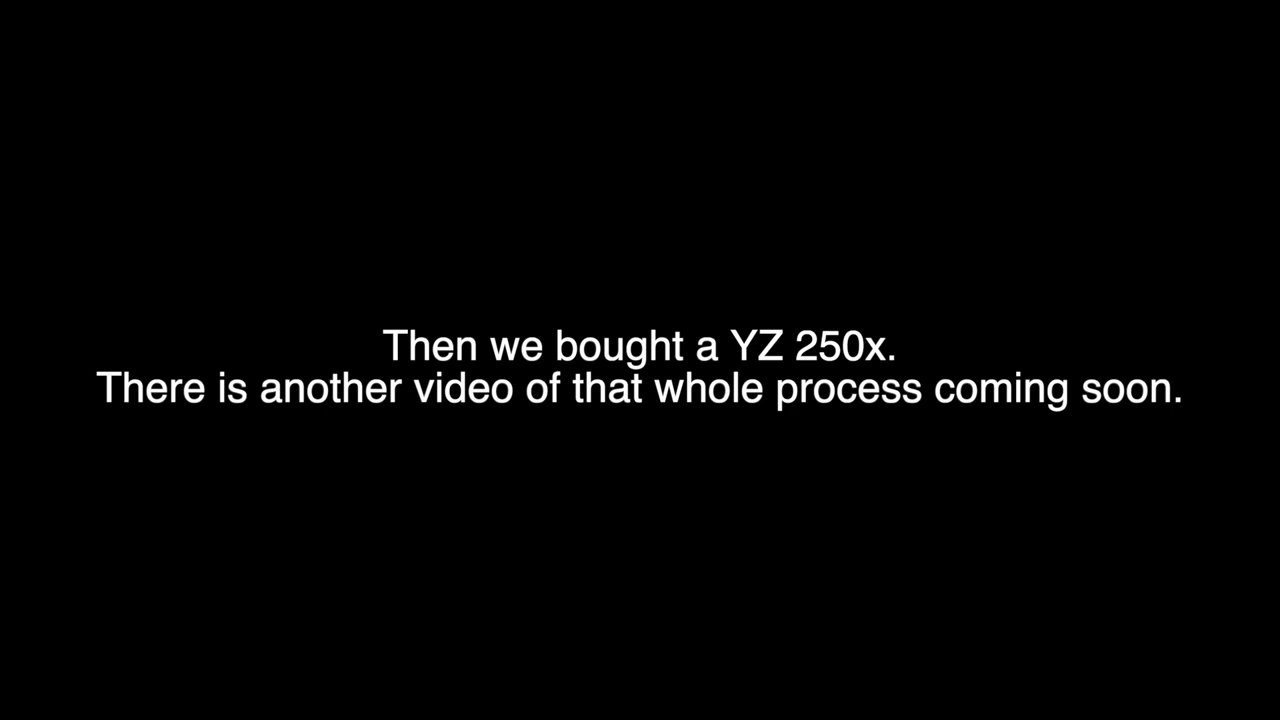 Then we bought a YZ 250x.
There is another video of that whole process coming soon.